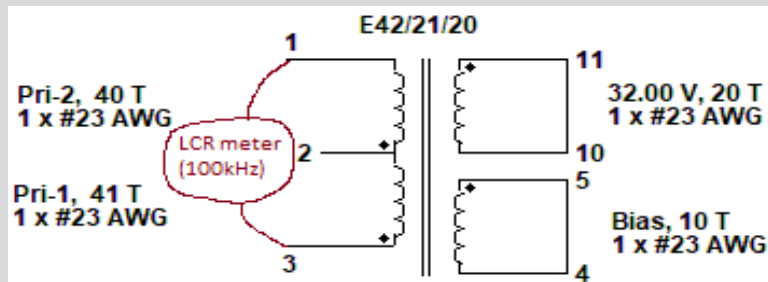 E42/21/20
1
11
Pri-2, 40 T
1 x #23 AWG
32.00 V, 20 T
1 x #23 AWG
LCR meter
(100kHz)
2
10
5
Pri-1, 41 T
1 x #23 AWG
Bias, 10 T
1 x #23 AWG
3
4